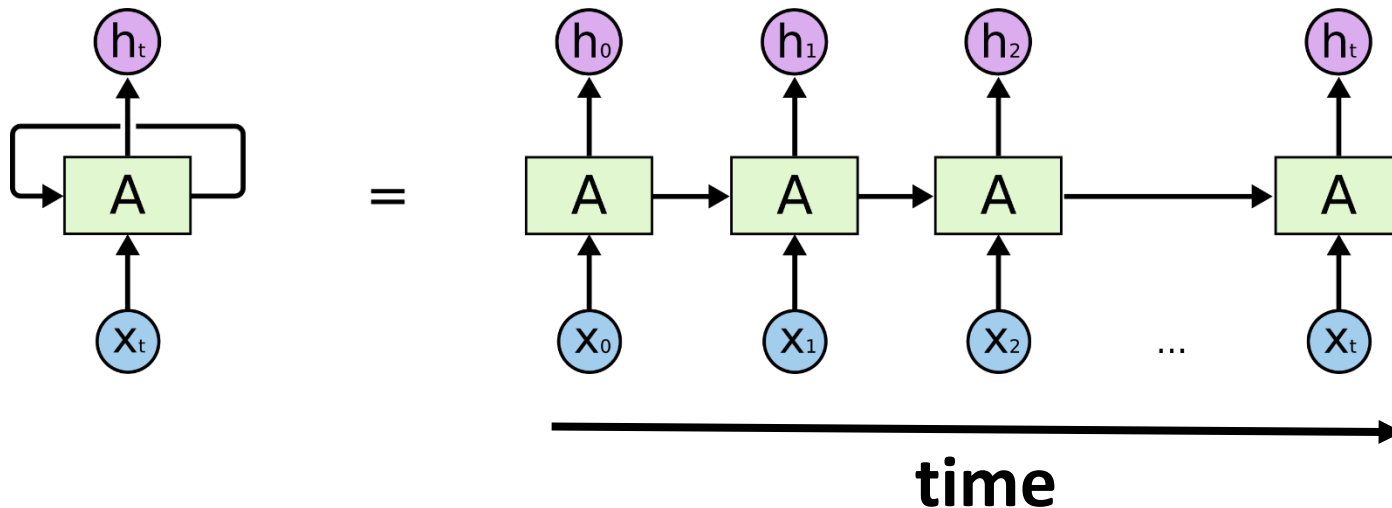 ht h0 h1 h2 ht
A = A A A A
xt x0 x1 x2 ... xt
time